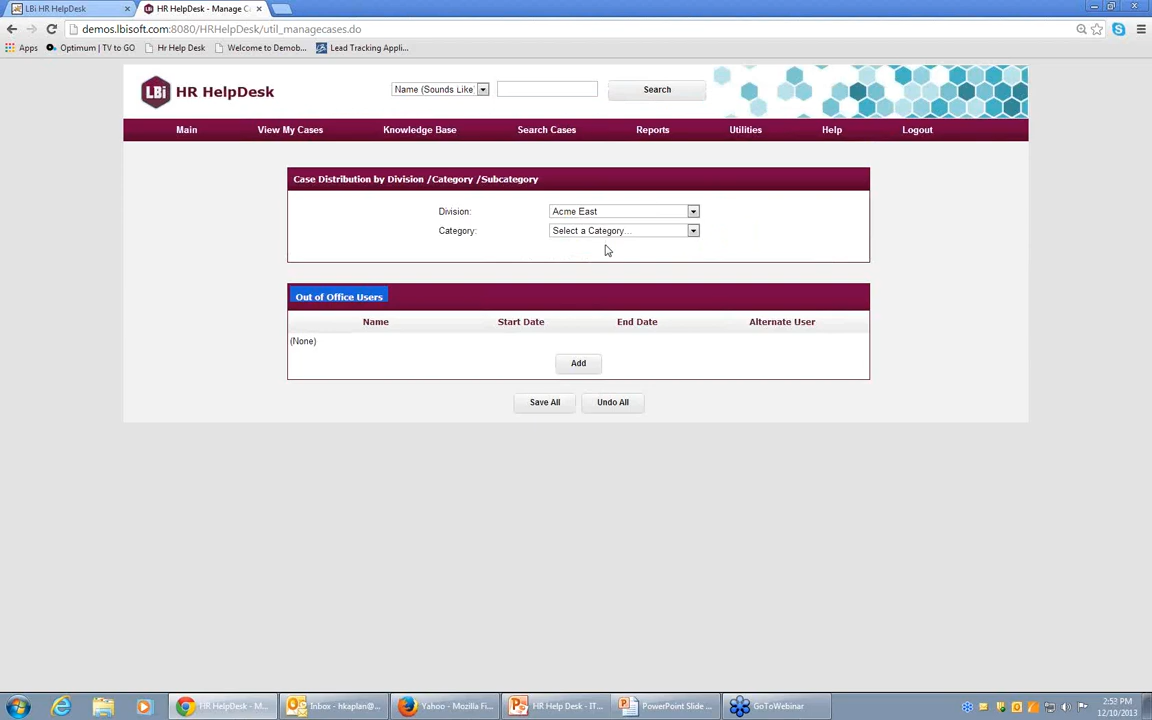 LBi HR HelpDesk
HR HelpDesk - Manage C
demos.lbisoft.com:8080/HRHelpDesk/util_managecases.do
Apps
Optimum | TV to GO
Hr Help Desk
Welcome to Demob...
Lead Tracking Appli...
LBi HR HelpDesk
Name (Sounds Like
Search
Main
View My Cases
Knowledge Base
Search Cases
Reports
Utilities
Help
Logout
Case Distribution by Division /Category /Subcategory
Division:
Acme East
Category:
Select a Category...
Out of Office Users
Name
Start Date
End Date
Alternate User
(None)
Add
Save All
Undo All
HR HelpDesk - M...
Inbox - hkaplan@...
Yahoo - Mozilla Fi...
HR Help Desk - IT...
PowerPoint Slide ...
GoToWebinar
2:53 PM
12/10/2013